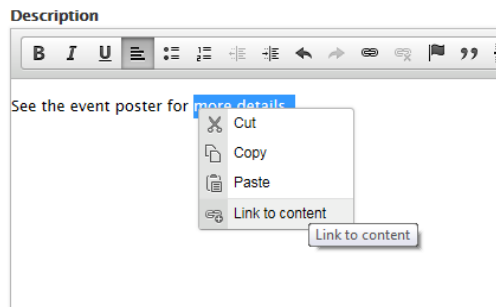 Description
B I U
See the event poster for more details.
Cut
Copy
Paste
Link to content
Link to content